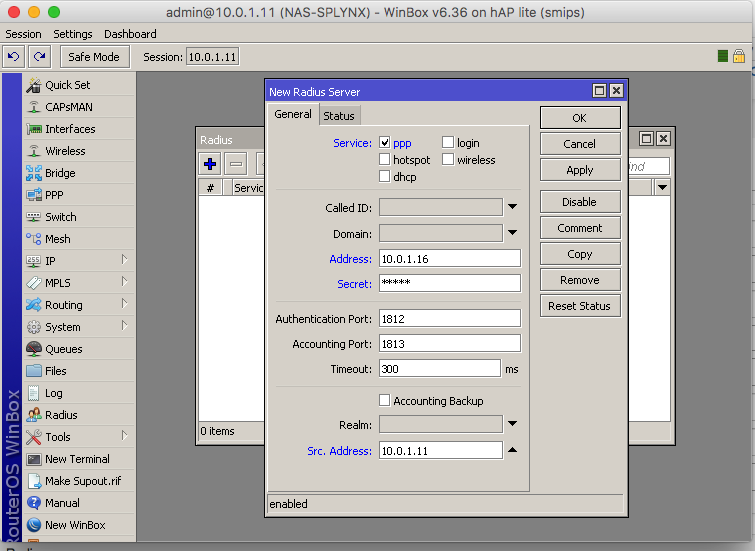 admin@10.0.1.11 (NAS-SPLYNX) - WinBox v6.36 on hAP lite (smips)
Session Settings Dashboard
Safe Mode Session: 10.0.1.11
RouterOS WinBox
Quick Set
CAPsMAN
Interfaces
Wireless
Bridge
PPP
Switch
Mesh
IP
MPLS
Routing
System
Queues
Files
Log
Radius
Tools
New Terminal
Make Supout.rif
Manual
New WinBox
Radius
# Servic
0 items
New Radius Server
General Status
Service: ppp login
hotspot wireless
dhcp
Called ID:
Domain:
Address: 10.0.1.16
Secret: *****
Authentication Port: 1812
Accounting Port: 1813
Timeout: 300 ms
Accounting Backup
Realm:
Src. Address: 10.0.1.11
enabled
OK
Cancel
Apply
Disable
Comment
Copy
Remove
Reset Status